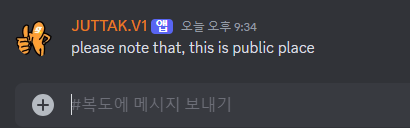 JUTTAK.V1 앱 오늘 오후 9:34
please note that, this is public place
#복도에 메시지 보내기